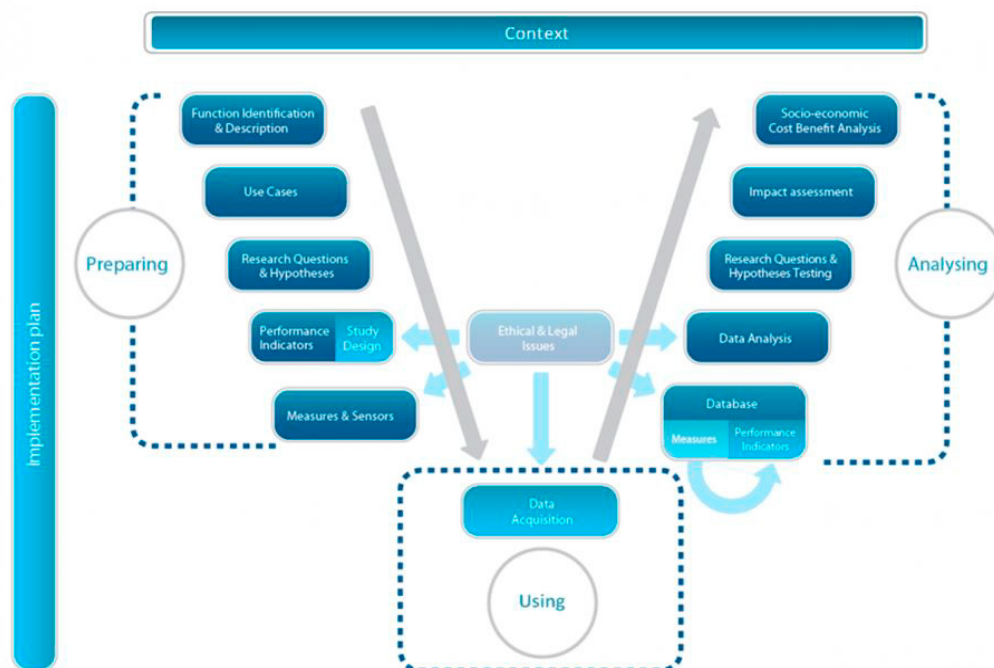 Context
Implementation plan
Preparing
Function Identification
& Description
Use Cases
Research Questions
& Hypotheses
Performance
Indicators
Study
Design
Measures & Sensors
Ethical & Legal
Issues
Data
Acquisition
Using
Socio-economic
Cost Benefit Analysis
Impact assessment
Research Questions &
Hypotheses Testing
Data Analysis
Database
Measures
Performance
Indicators
Analysing